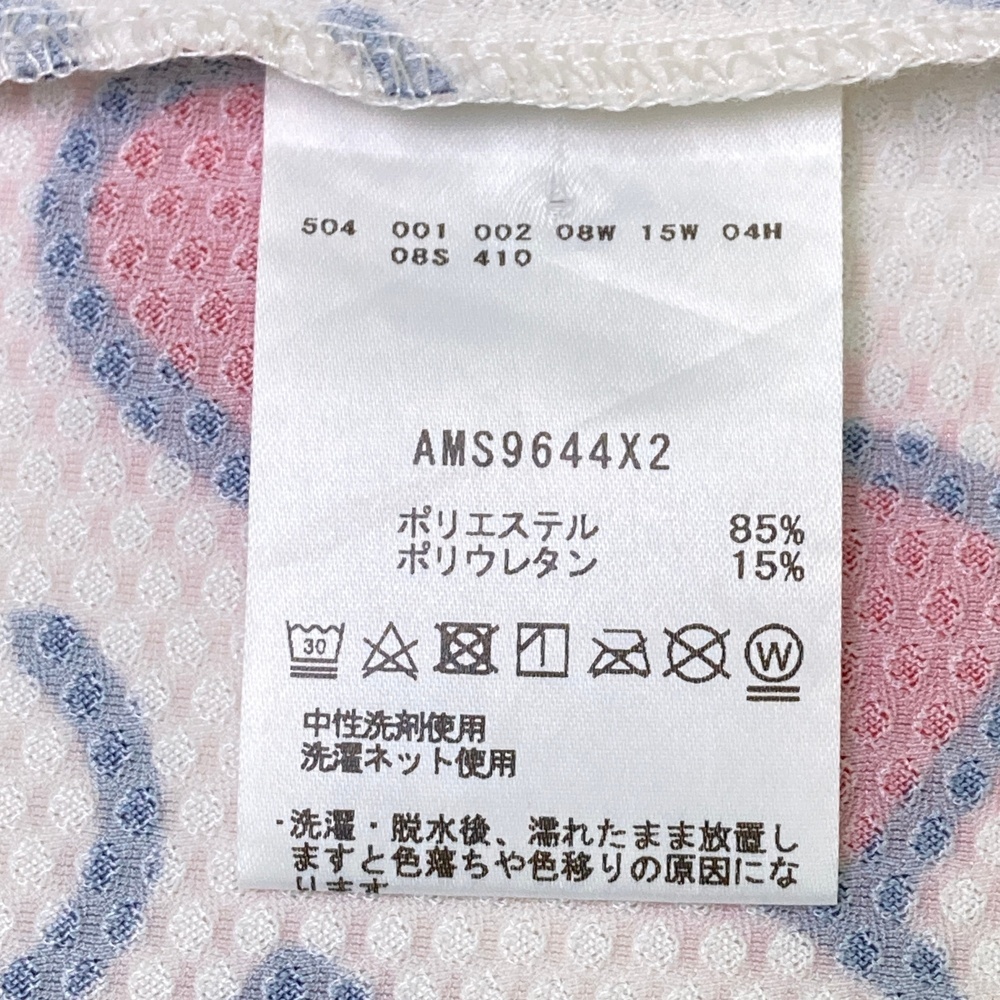 504 001 002 08W 15W 04H
08S 410
AMS9644X2
ポリエステル 85%
ポリウレタン 15%
30 W
中性洗剤使用
洗濯ネット使用
・洗濯・脱水後、濡れたまま放置し
ますと色落ちや色移りの原因にな
ります